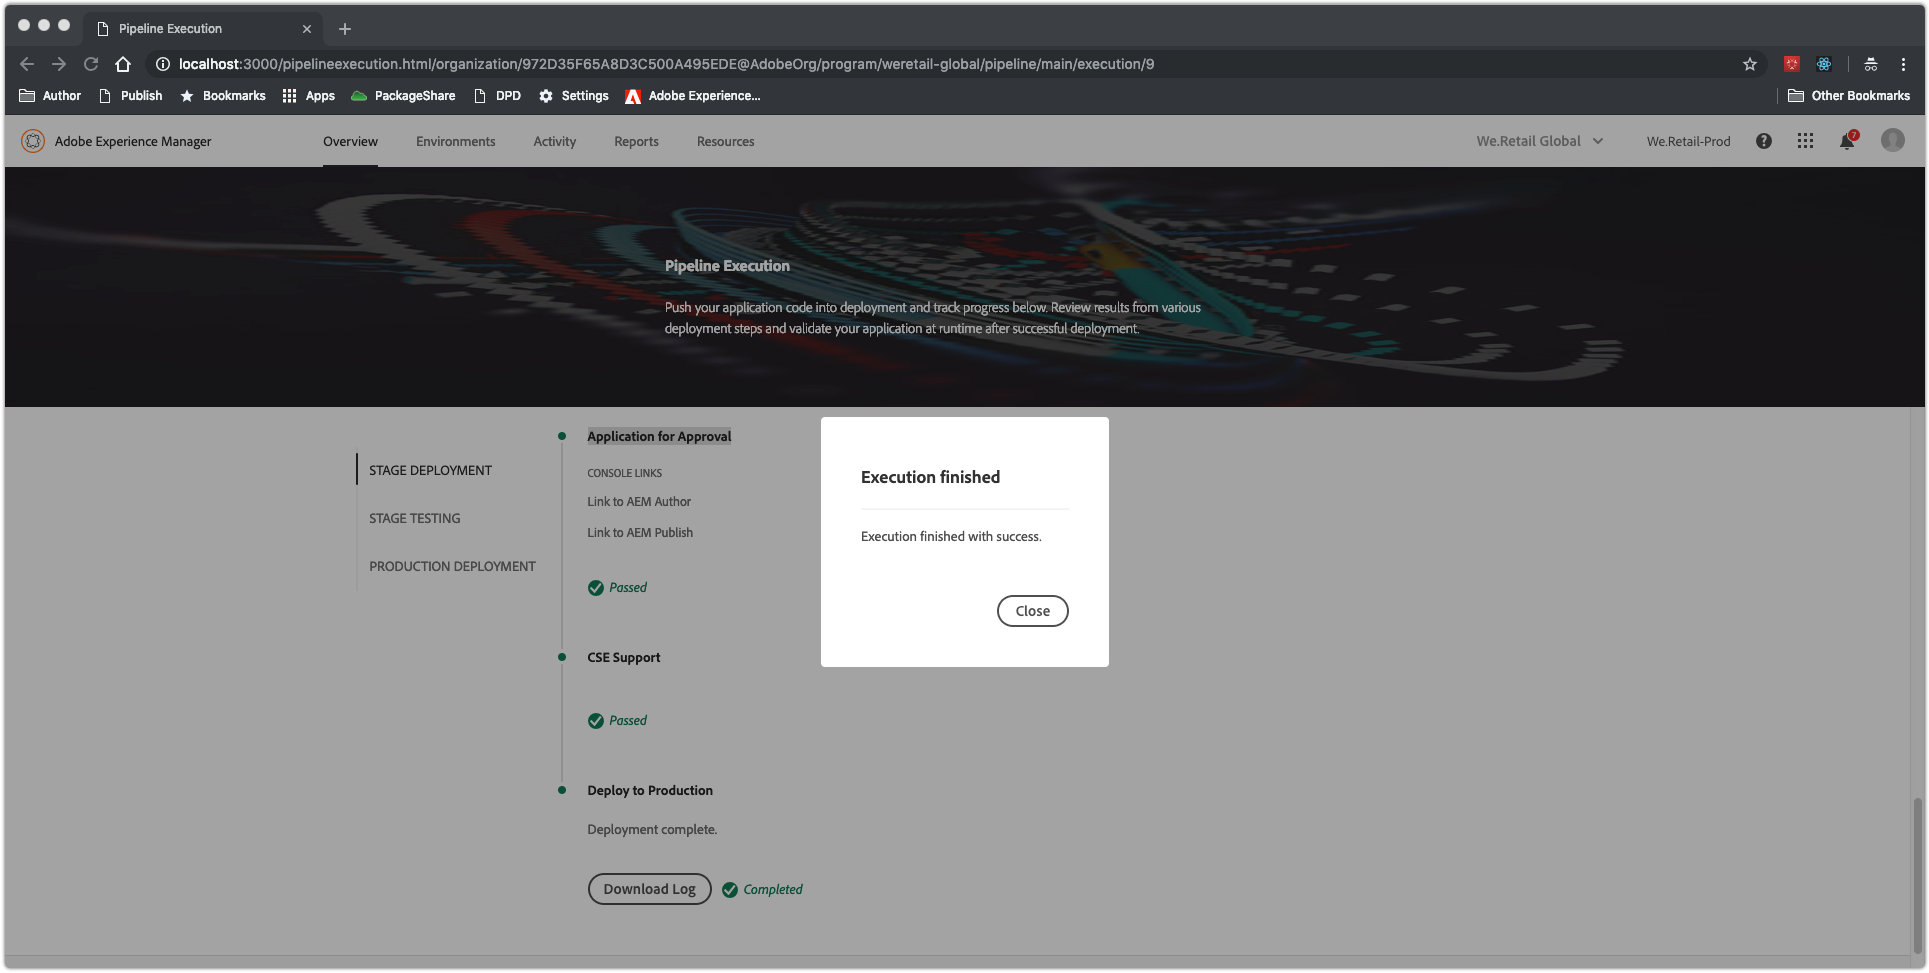 Pipeline Execution
localhost:3000/pipelineexecution.html/organization/972D35F65A8D3C500A495EDE@AdobeOrg/program/weretail-global/pipeline/main/execution/9
Author Publish Bookmarks Apps PackageShare DPD Settings Adobe Experience... Other Bookmarks
Adobe Experience Manager Overview Environments Activity Reports Resources We.Retail Global We.Retail-Prod 7
Pipeline Execution
Push your application code into deployment and track progress below. Review results from various
deployment steps and validate your application at runtime after successful deployment.
STAGE DEPLOYMENT
STAGE TESTING
PRODUCTION DEPLOYMENT
Application for Approval
CONSOLE LINKS
Link to AEM Author
Link to AEM Publish
Passed
CSE Support
Passed
Deploy to Production
Deployment complete.
Download Log Completed
Execution finished
Execution finished with success.
Close